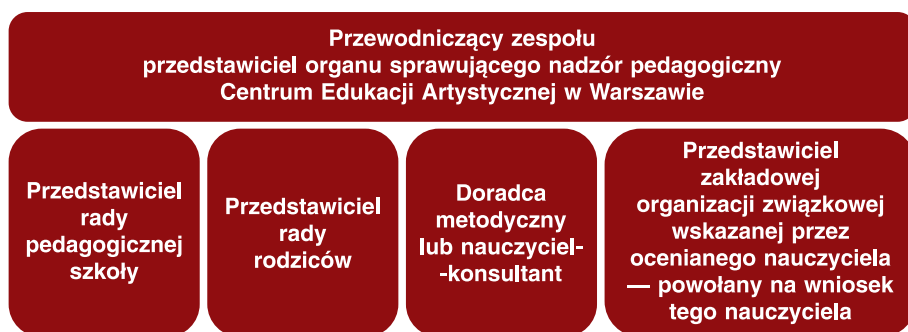 Przewodniczący zespołu
przedstawiciel organu sprawującego nadzór pedagogiczny
Centrum Edukacji Artystycznej w Warszawie
Przedstawiciel
rady
pedagogicznej
szkoły
Przedstawiciel
rady
rodziców
Doradca
metodyczny
lub nauczyciel-
-konsultant
Przedstawiciel
zakładowej
organizacji związkowej
wskazanej przez
ocenianego nauczyciela
— powołany na wniosek
tego nauczyciela